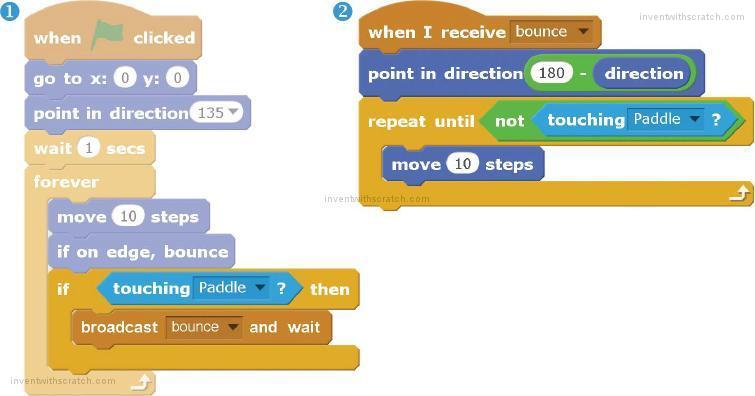 1
when clicked
go to x: 0 y: 0
point in direction 135
wait 1 secs
forever
move 10 steps
if on edge, bounce
if touching Paddle ? then
broadcast bounce and wait
inventwithscratch.com
2
inventwithscratch.com
when I receive bounce
point in direction 180 - direction
repeat until not touching Paddle ?
move 10 steps
inventwithscratch.com